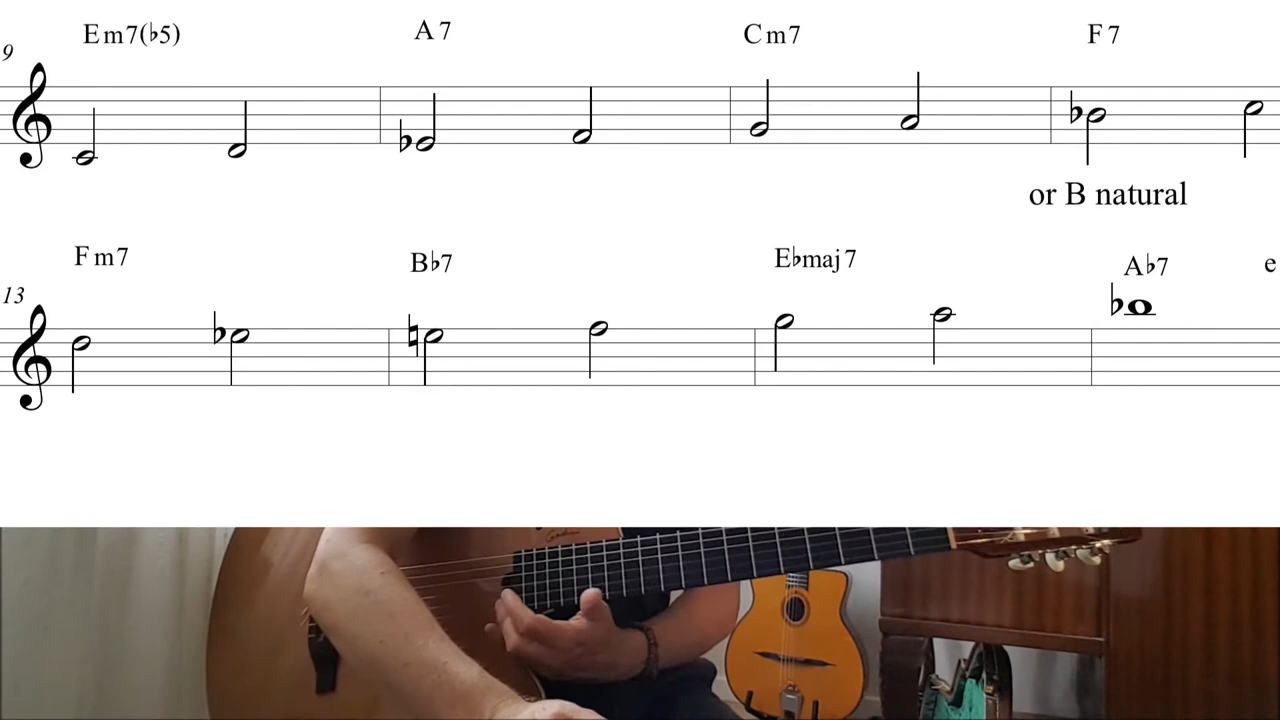 Em7(♭5) A7 Cm7 F7
9
or B natural
Fm7 B♭7 E♭maj7 A♭7 e
13